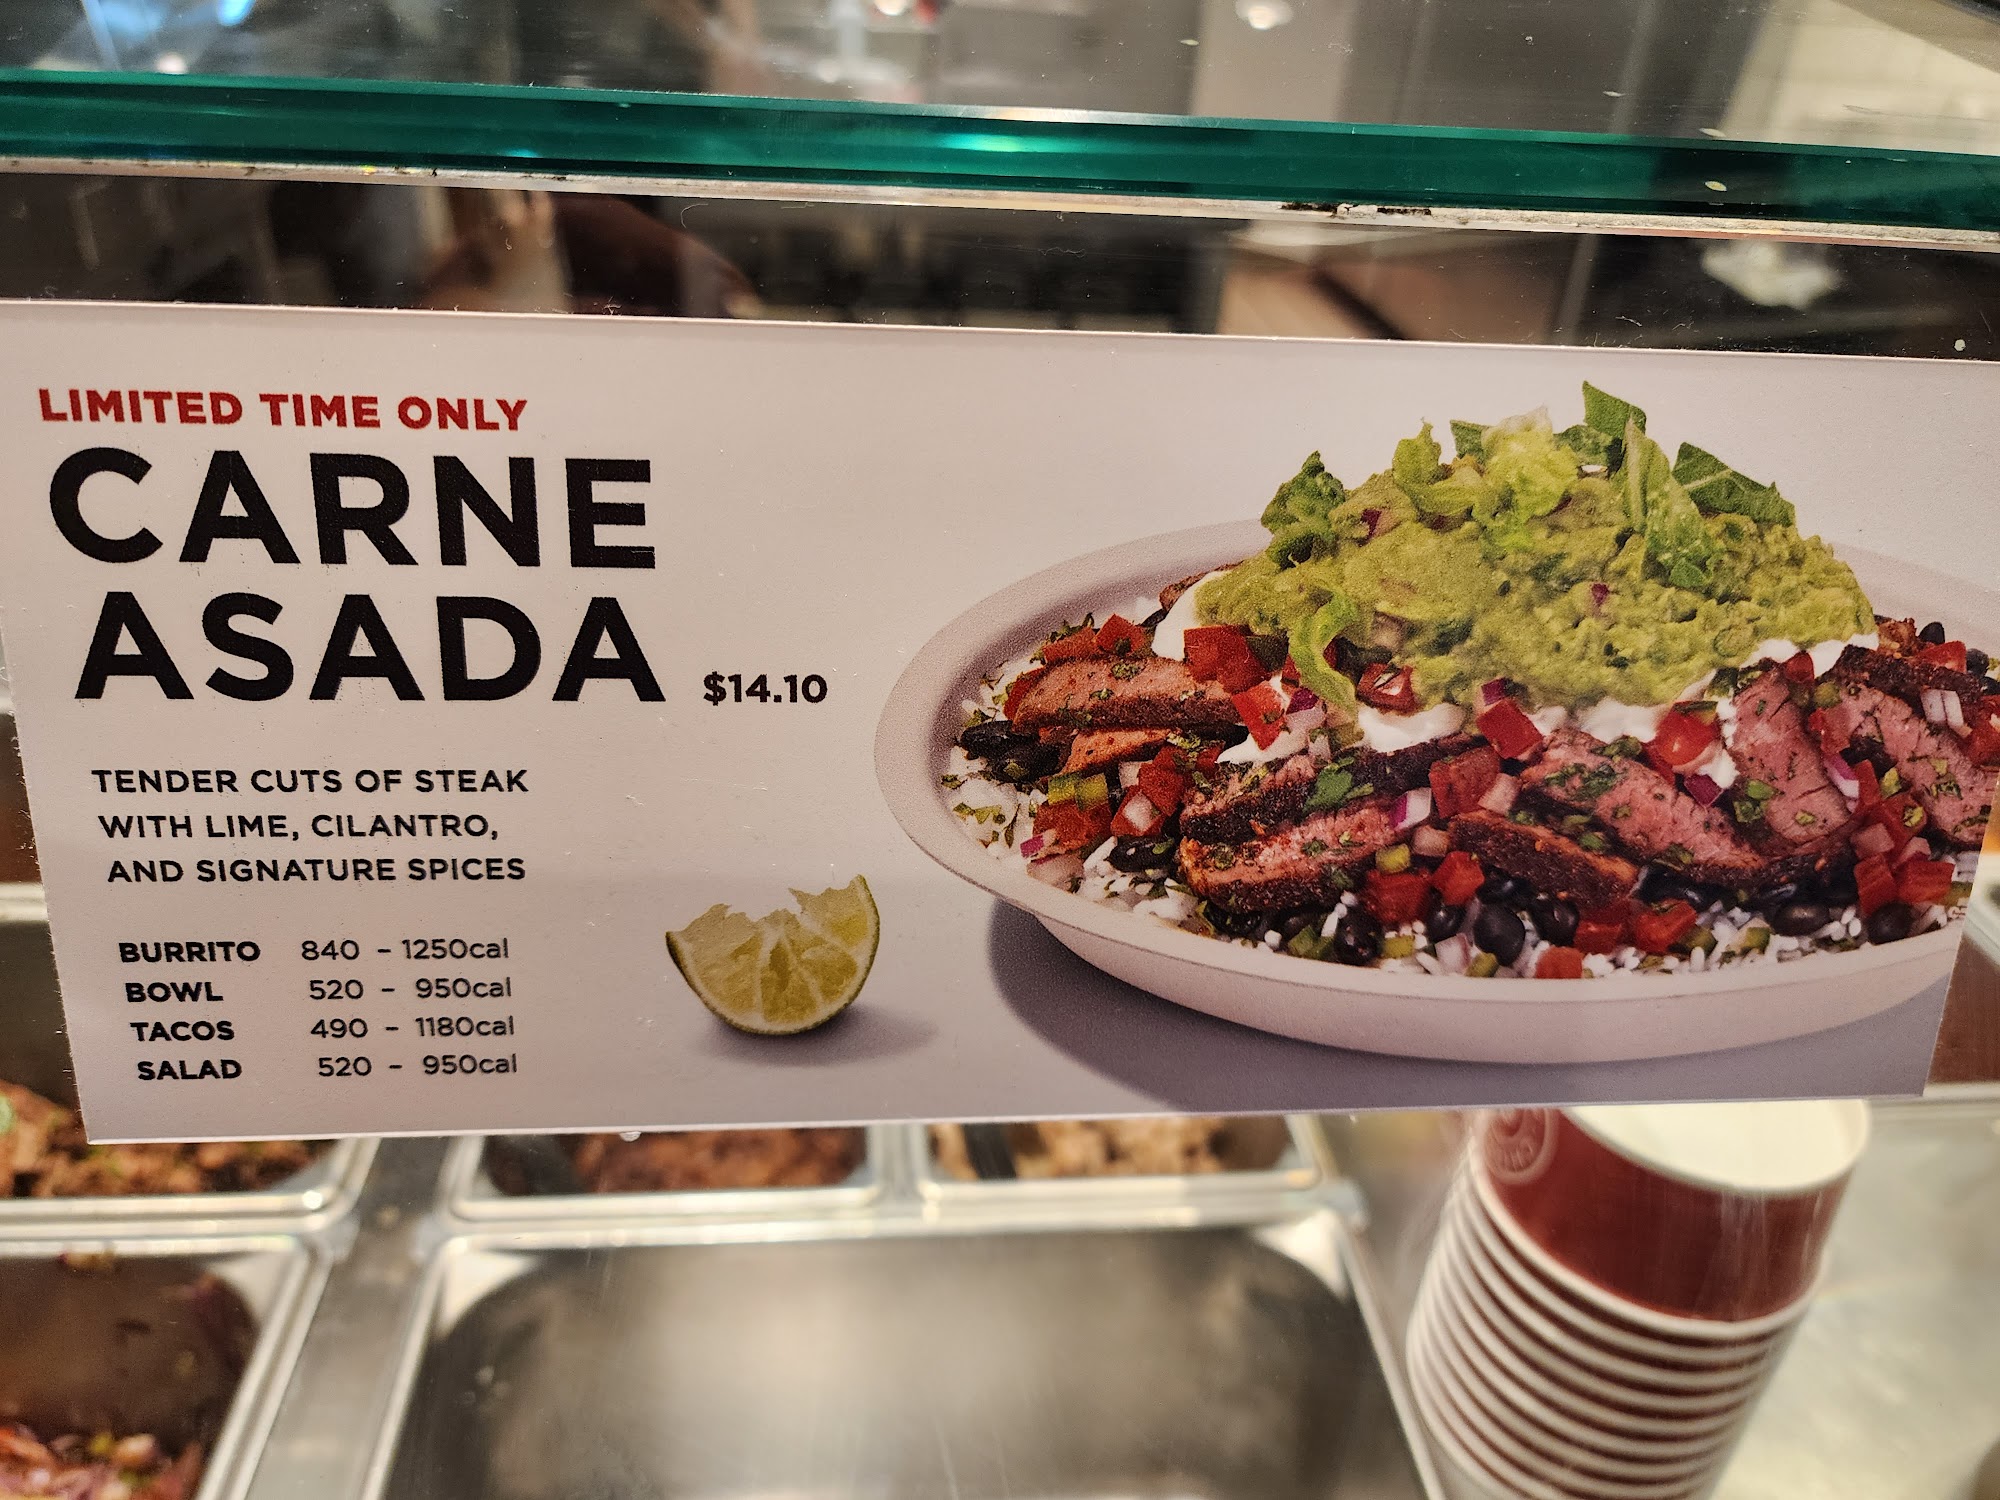 LIMITED TIME ONLY
CARNE
ASADA $14.10
TENDER CUTS OF STEAK
WITH LIME, CILANTRO,
AND SIGNATURE SPICES
BURRITO 840 - 1250cal
BOWL 520 - 950cal
TACOS 490 - 1180cal
SALAD 520 - 950cal